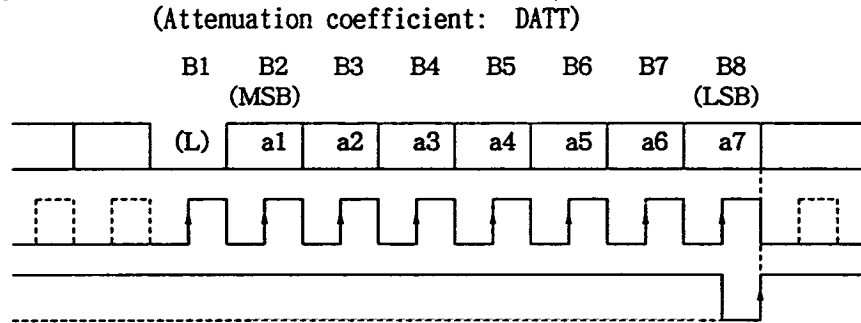 (Attenuation coefficient: DATT)
B1 B2 B3 B4 B5 B6 B7 B8
(MSB) (LSB)
(L) a1 a2 a3 a4 a5 a6 a7